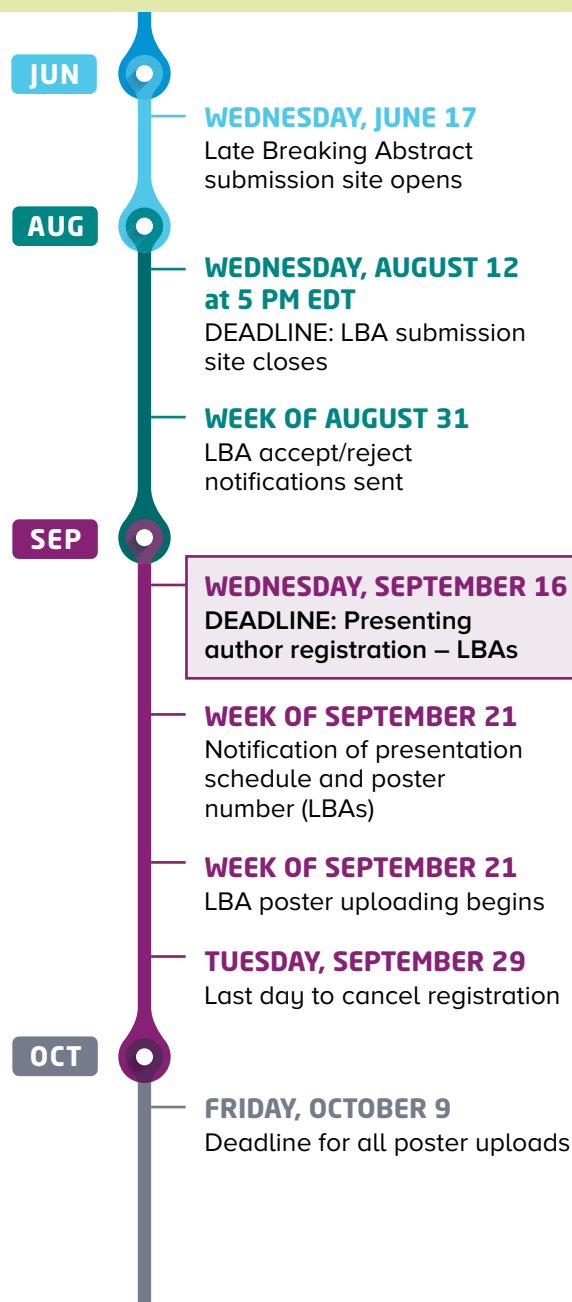 JUN
WEDNESDAY, JUNE 17
Late Breaking Abstract
submission site opens
AUG
WEDNESDAY, AUGUST 12
at 5 PM EDT
DEADLINE: LBA submission
site closes
WEEK OF AUGUST 31
LBA accept/reject
notifications sent
SEP
WEDNESDAY, SEPTEMBER 16
DEADLINE: Presenting
author registration – LBAs
WEEK OF SEPTEMBER 21
Notification of presentation
schedule and poster
number (LBAs)
WEEK OF SEPTEMBER 21
LBA poster uploading begins
TUESDAY, SEPTEMBER 29
Last day to cancel registration
OCT
FRIDAY, OCTOBER 9
Deadline for all poster uploads